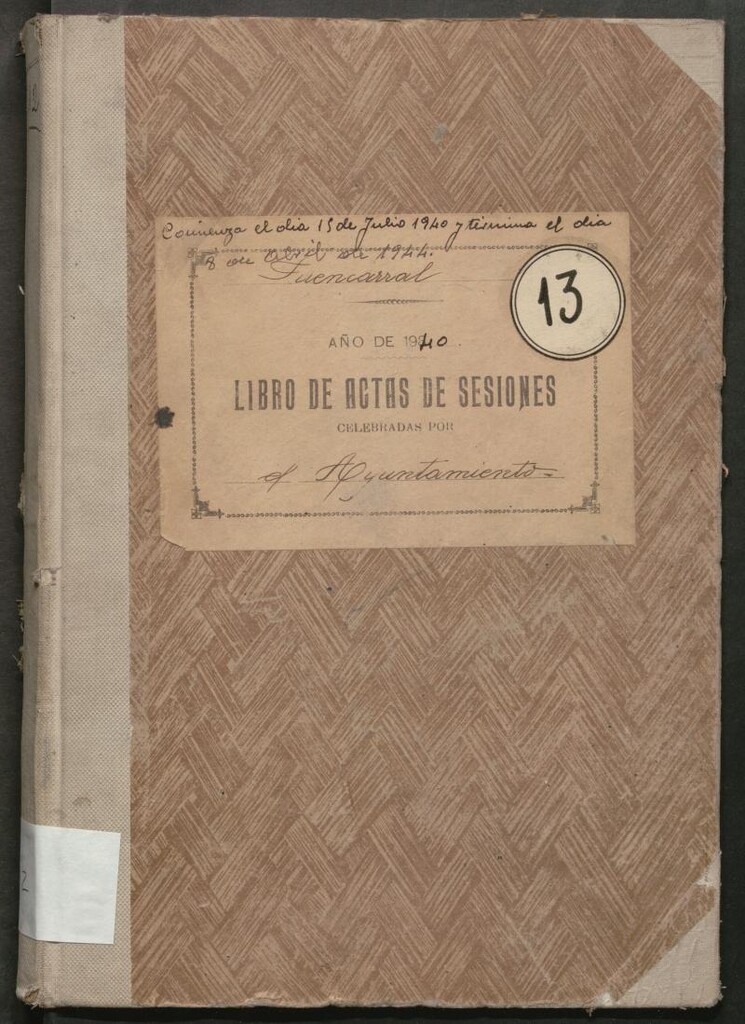 Comienza el dia 15 de Julio 1940 y termina el dia
8 de Abril de 1944.
Fuencarral
13
AÑO DE 1940.
LIBRO DE ACTAS DE SESIONES
CELEBRADAS POR
el Ayuntamiento=
2